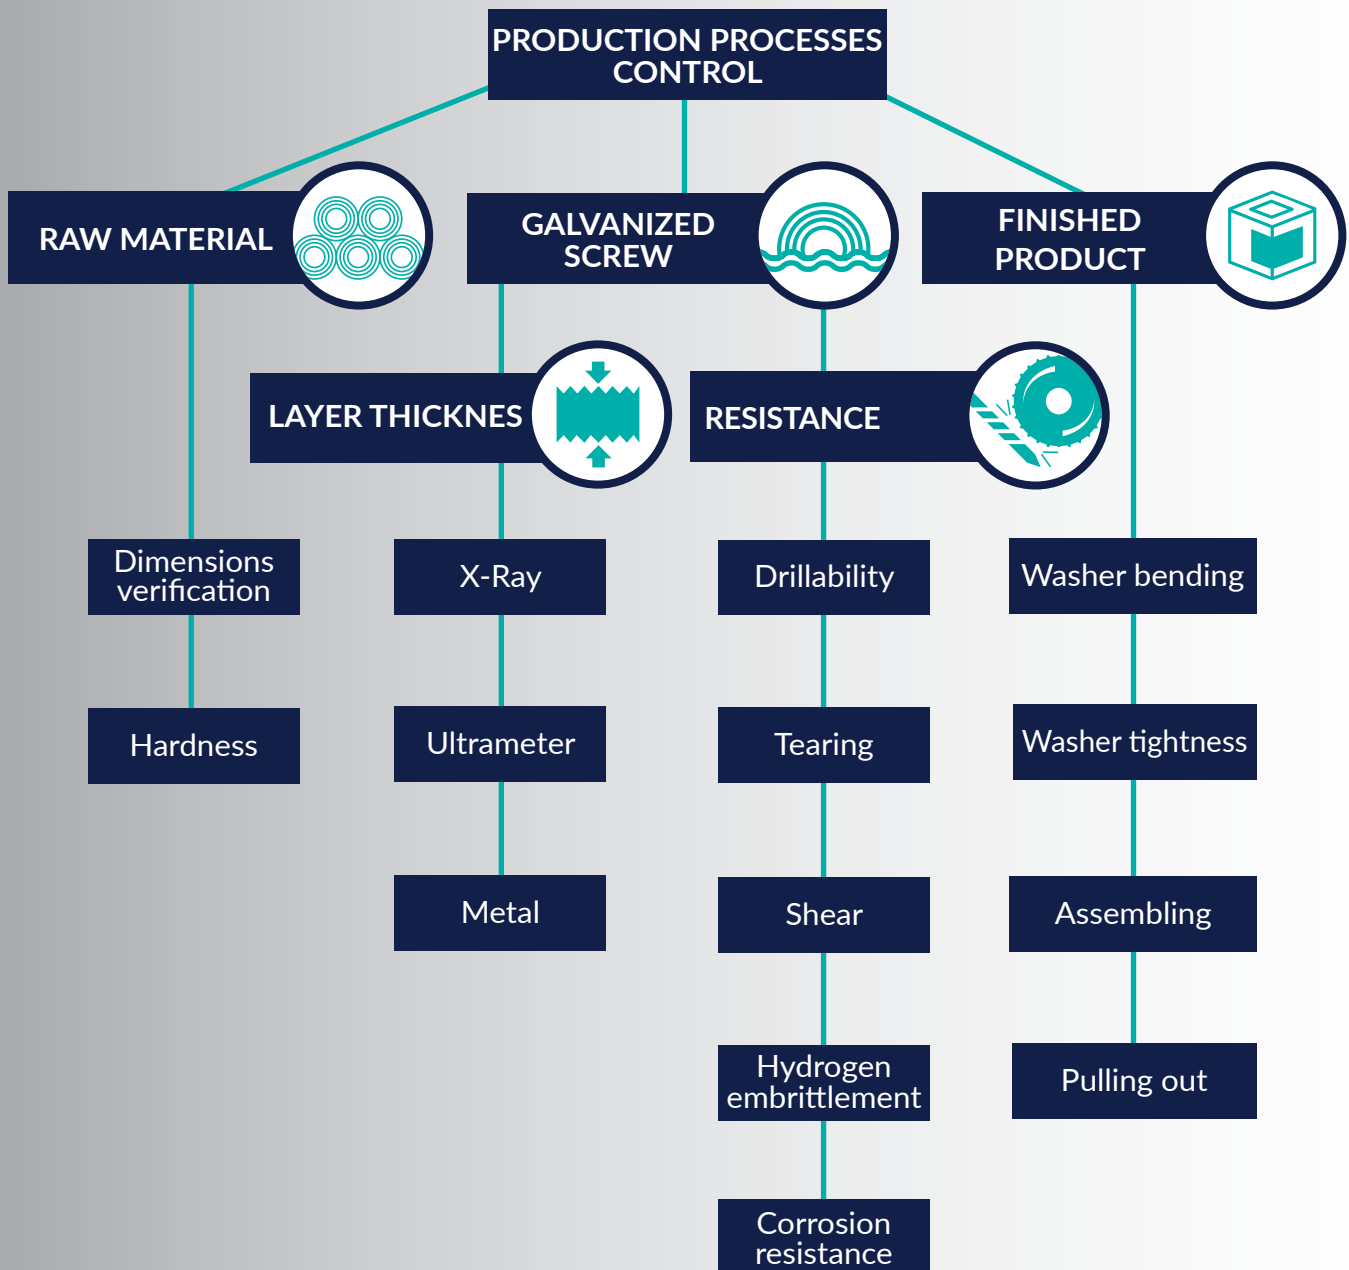 PRODUCTION PROCESSES
CONTROL
RAW MATERIAL
GALVANIZED
SCREW
FINISHED
PRODUCT
LAYER THICKNES
RESISTANCE
Dimensions
verification
Hardness
X-Ray
Ultrameter
Metal
Drillability
Tearing
Shear
Hydrogen
embrittlement
Corrosion
resistance
Washer bending
Washer tightness
Assembling
Pulling out